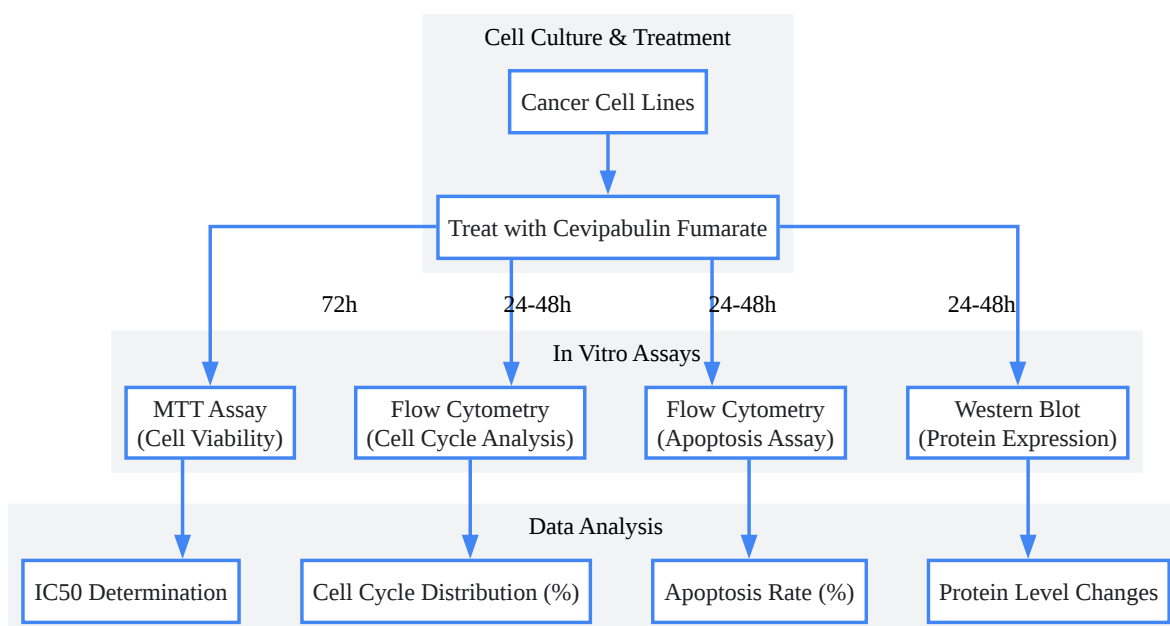 Cell Culture & Treatment
Cancer Cell Lines
Treat with Cevipabulin Fumarate
72h
24-48h
24-48h
24-48h
In Vitro Assays
MTT Assay
(Cell Viability)
Flow Cytometry
(Cell Cycle Analysis)
Flow Cytometry
(Apoptosis Assay)
Western Blot
(Protein Expression)
Data Analysis
IC50 Determination
Cell Cycle Distribution (%)
Apoptosis Rate (%)
Protein Level Changes